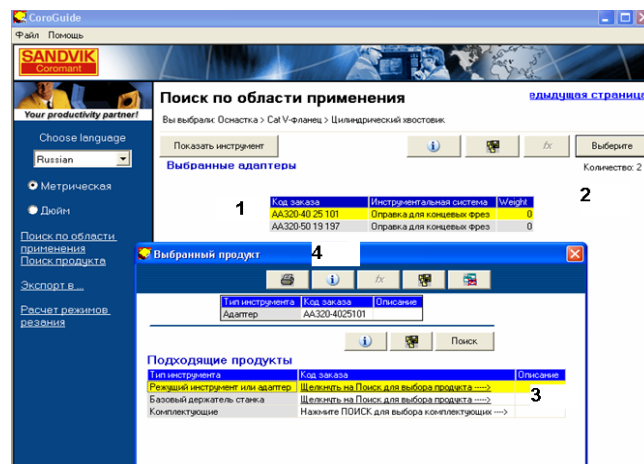 CoroGuide
Файл Помощь
SANDVIK
Coromant
Your productivity partner!
Choose language
Russian
Метрическая
Дюйм
Поиск по области
применения
Поиск продукта
Экспорт в ...
Расчет режимов
резания
Поиск по области применения
едыдущая страница
Вы выбрали: Оснастка > Cat V-фланец > Цилиндрический хвостовик
Показать инструмент
fx
Выберите
Выбранные адаптеры
Количество: 2
1
2
Код заказа Инструментальная система Weight
AA320-40 25 101 Оправка для концевых фрез 0
AA320-50 19 197 Оправка для концевых фрез 0
Выбранный продукт
4
fx
Тип инструмента Код заказа Описание
Адаптер AA320-4025101
Поиск
Подходящие продукты
Тип инструмента Код заказа Описание
Режущий инструмент или адаптер Щелкнуть на Поиск для выбора продукта ----->
Базовый держатель станка Щелкнуть на Поиск для выбора продукта ----->
3
Комплектующие Нажмите ПОИСК для выбора комплектующих ---->